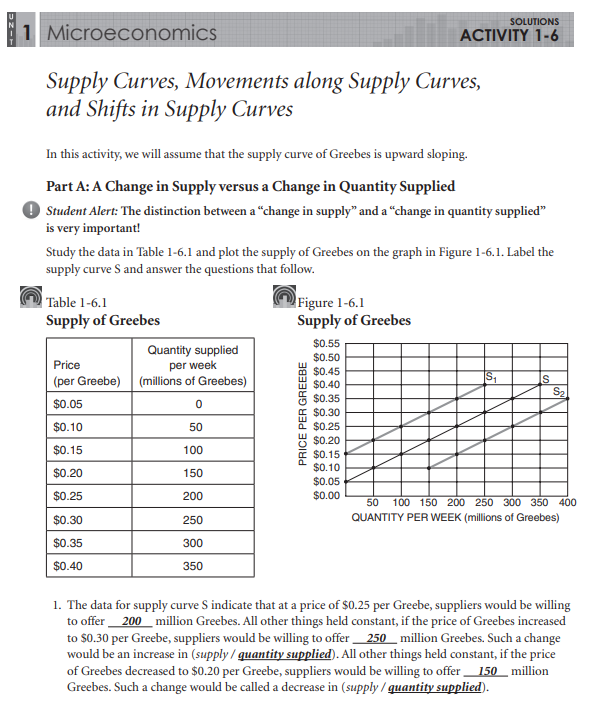 UNIT
1 Microeconomics
SOLUTIONS
ACTIVITY 1-6
Supply Curves, Movements along Supply Curves,
and Shifts in Supply Curves
In this activity, we will assume that the supply curve of Greebes is upward sloping.
Part A: A Change in Supply versus a Change in Quantity Supplied
! Student Alert: The distinction between a “change in supply” and a “change in quantity supplied”
is very important!
Study the data in Table 1-6.1 and plot the supply of Greebes on the graph in Figure 1-6.1. Label the
supply curve S and answer the questions that follow.
Table 1-6.1
Supply of Greebes
Price
(per Greebe)
Quantity supplied
per week
(millions of Greebes)
$0.05 0
$0.10 50
$0.15 100
$0.20 150
$0.25 200
$0.30 250
$0.35 300
$0.40 350
Figure 1-6.1
Supply of Greebes
PRICE PER GREEBE
$0.55
$0.50
$0.45
$0.40
$0.35
$0.30
$0.25
$0.20
$0.15
$0.10
$0.05
$0.00
S1
S
S2
50 100 150 200 250 300 350 400
QUANTITY PER WEEK (millions of Greebes)
1. The data for supply curve S indicate that at a price of $0.25 per Greebe, suppliers would be willing
to offer 200 million Greebes. All other things held constant, if the price of Greebes increased
to $0.30 per Greebe, suppliers would be willing to offer 250 million Greebes. Such a change
would be an increase in (supply / quantity supplied). All other things held constant, if the price
of Greebes decreased to $0.20 per Greebe, suppliers would be willing to offer 150 million
Greebes. Such a change would be called a decrease in (supply / quantity supplied).